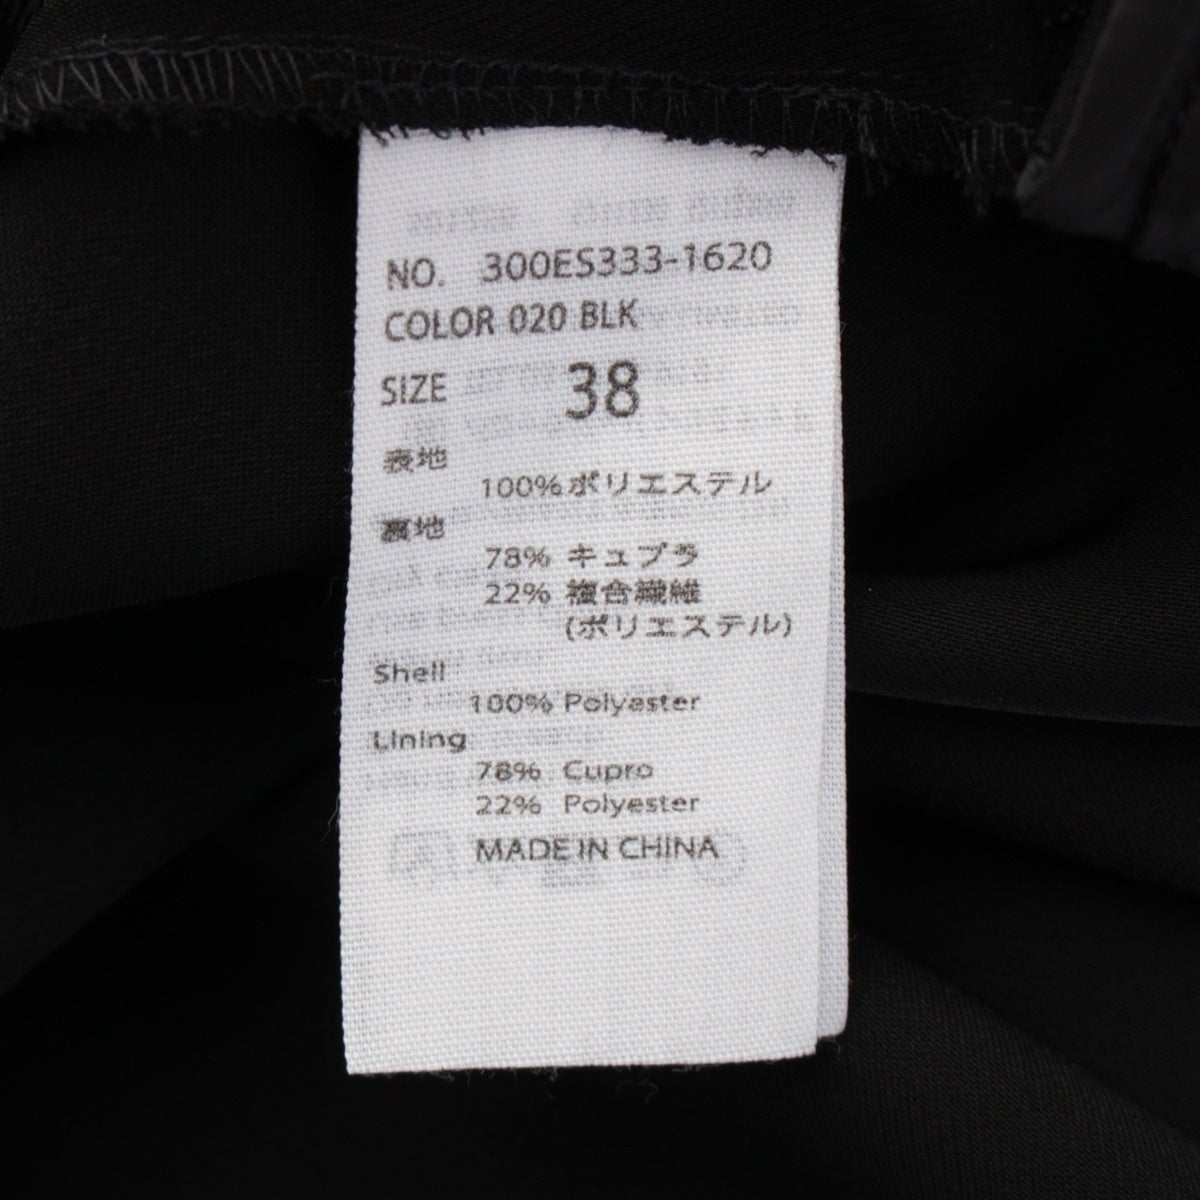 NO. 300ES333-1620
COLOR 020 BLK
SIZE 38
表地
100%ポリエステル
裏地
78% キュプラ
22% 複合繊維
(ポリエステル)
Shell
100% Polyaster
Lining
78% Cupro
22% Polyester
MADE IN CHINA